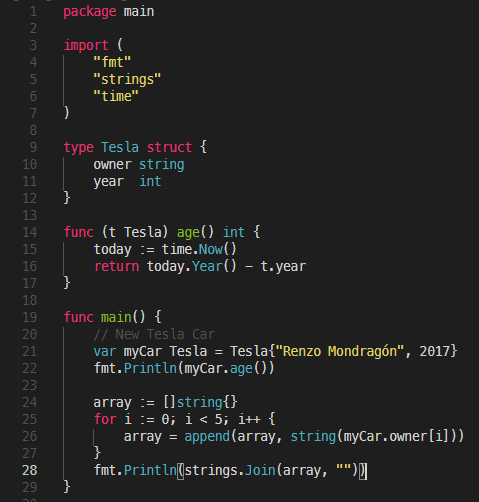 1 package main
2
3 import (
4     "fmt"
5     "strings"
6     "time"
7 )
8
9 type Tesla struct {
10     owner string
11     year  int
12 }
13
14 func (t Tesla) age() int {
15     today := time.Now()
16     return today.Year() - t.year
17 }
18
19 func main() {
20     // New Tesla Car
21     var myCar Tesla = Tesla{"Renzo Mondragón", 2017}
22     fmt.Println(myCar.age())
23
24     array := []string{}
25     for i := 0; i < 5; i++ {
26         array = append(array, string(myCar.owner[i]))
27     }
28     fmt.Println(strings.Join(array, ""))
29 }